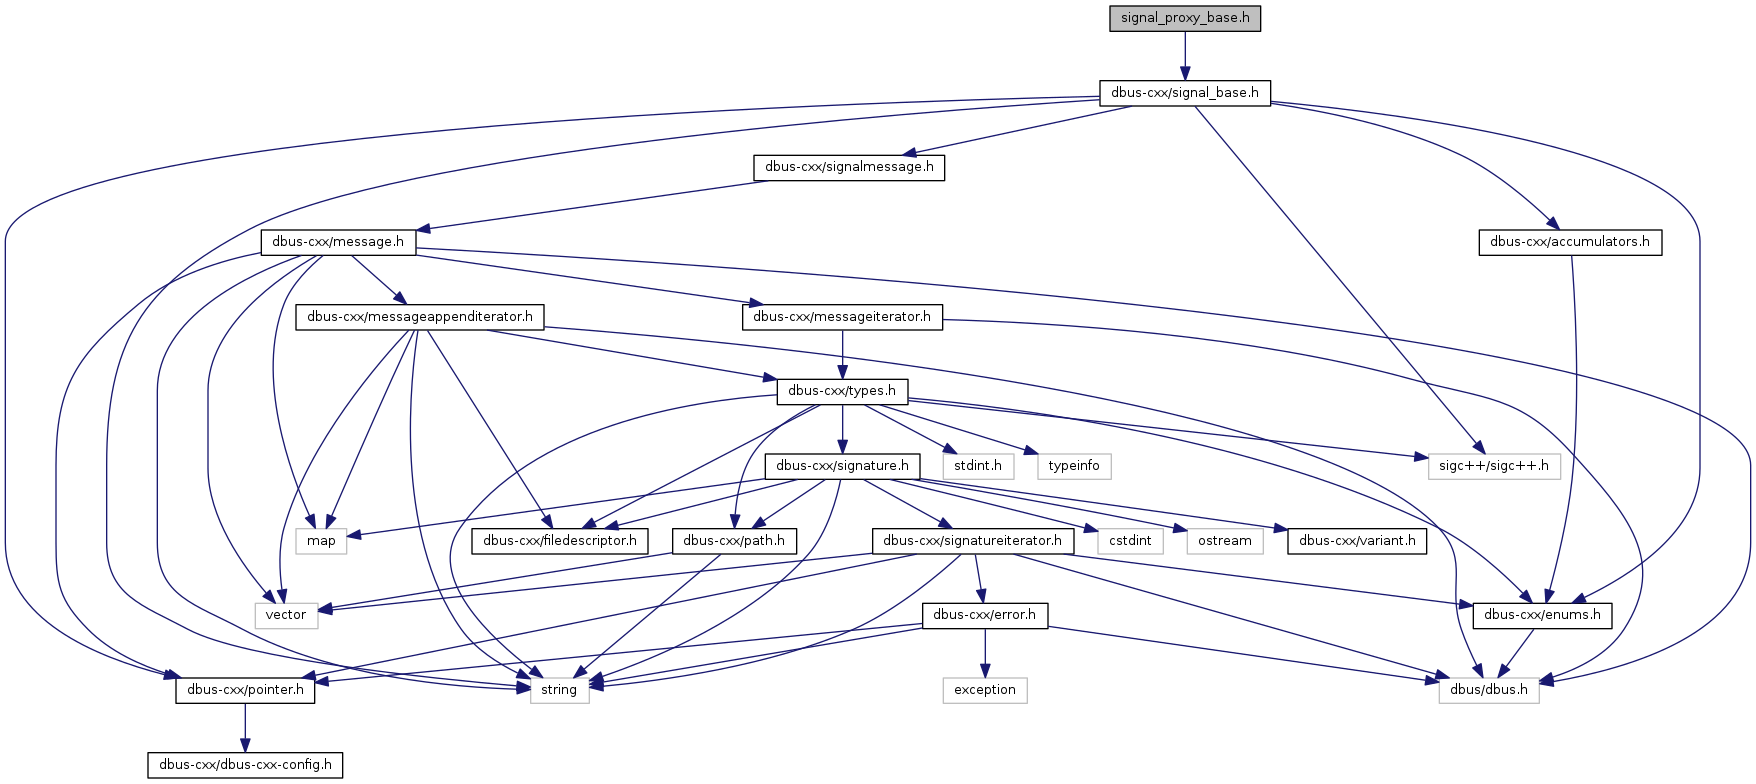 signal_proxy_base.h
dbus-cxx/signal_base.h
dbus-cxx/signalmessage.h
dbus-cxx/message.h
dbus-cxx/accumulators.h
dbus-cxx/messageappenditerator.h
dbus-cxx/messageiterator.h
dbus-cxx/types.h
dbus-cxx/signature.h
stdint.h
typeinfo
sigc++/sigc++.h
map
dbus-cxx/filedescriptor.h
dbus-cxx/path.h
dbus-cxx/signatureiterator.h
cstdint
ostream
dbus-cxx/variant.h
vector
dbus-cxx/error.h
dbus-cxx/enums.h
dbus-cxx/pointer.h
string
exception
dbus/dbus.h
dbus-cxx/dbus-cxx-config.h